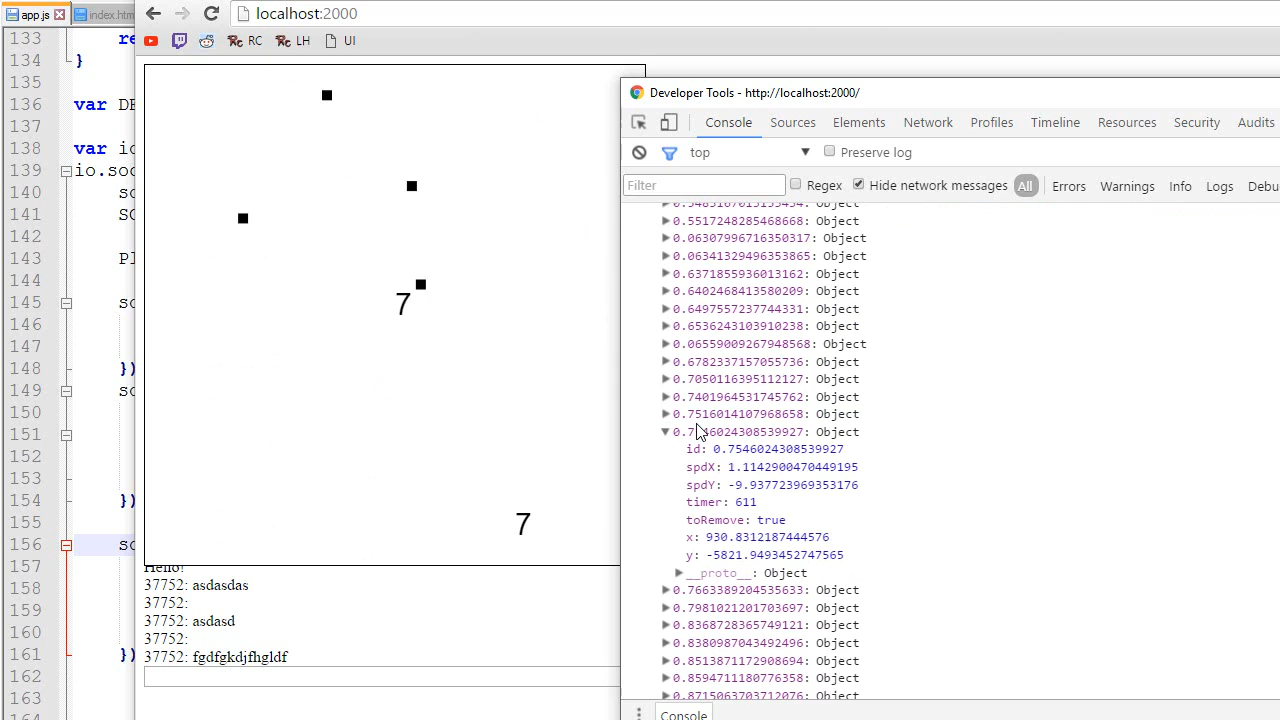 app.js
index.htm
localhost:2000
RC
LH
UI
133 re
134 }
135
136 var DE
137
138 var io
139 io.soc
140 so
141 SO
142
143 Pl
144
145 so
146
147
148 })
149 so
150
151
152
153
154 })
155
156 so
157
158
159
160
161 })
162
163
7
7
Hello!
37752: asdasdas
37752:
37752: asdasd
37752:
37752: fgdfgkdjfhgldf
Developer Tools - http://localhost:2000/
Console Sources Elements Network Profiles Timeline Resources Security Audits
top ▼ Preserve log
Filter Regex Hide network messages All Errors Warnings Info Logs Debu
0.5517248285468668: Object
0.06307996716350317: Object
0.06341329496353865: Object
0.6371855936013162: Object
0.6402468413580209: Object
0.6497557237744331: Object
0.6536243103910238: Object
0.06559009267948568: Object
0.6782337157055736: Object
0.7050116395112127: Object
0.7401964531745762: Object
0.7516014107968658: Object
0.7546024308539927: Object
id: 0.7546024308539927
spdX: 1.1142900470449195
spdY: -9.937723969353176
timer: 611
toRemove: true
x: 930.8312187444576
y: -5821.9493452747565
__proto__: Object
0.7663389204535633: Object
0.7981021201703697: Object
0.8368728365749121: Object
0.8380987043492496: Object
0.8513871172908694: Object
0.8594711180776358: Object
0.8715063703712076: Object
Console